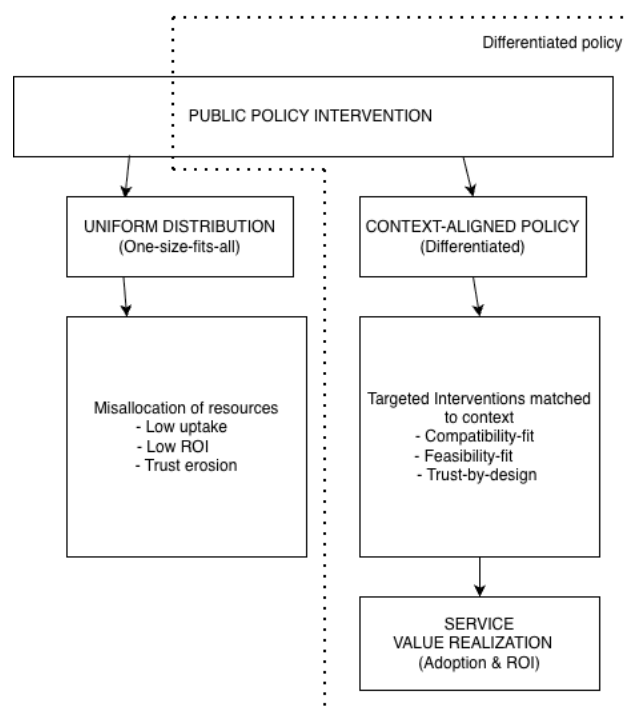 Differentiated policy
PUBLIC POLICY INTERVENTION
UNIFORM DISTRIBUTION
(One-size-fits-all)
CONTEXT-ALIGNED POLICY
(Differentiated)
Misallocation of resources
- Low uptake
- Low ROI
- Trust erosion
Targeted Interventions matched
to context
- Compatibility-fit
- Feasibility-fit
- Trust-by-design
SERVICE
VALUE REALIZATION
(Adoption & ROI)